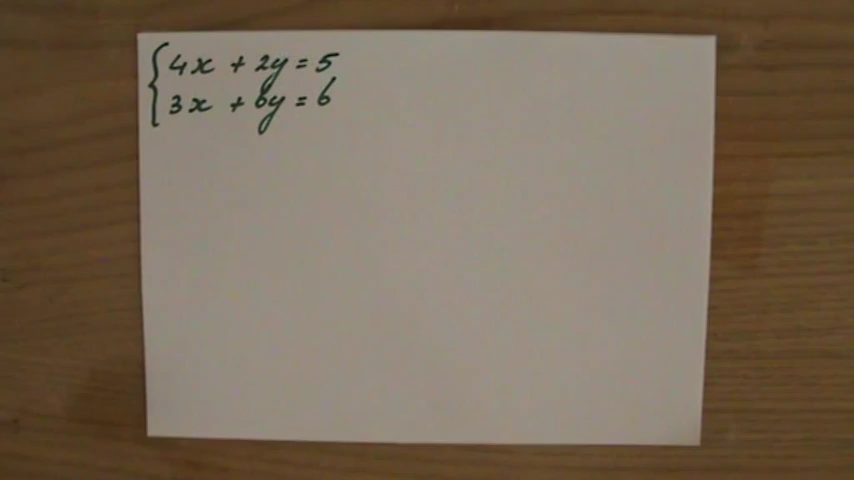 4x + 2y = 5
3x + 6y = 6